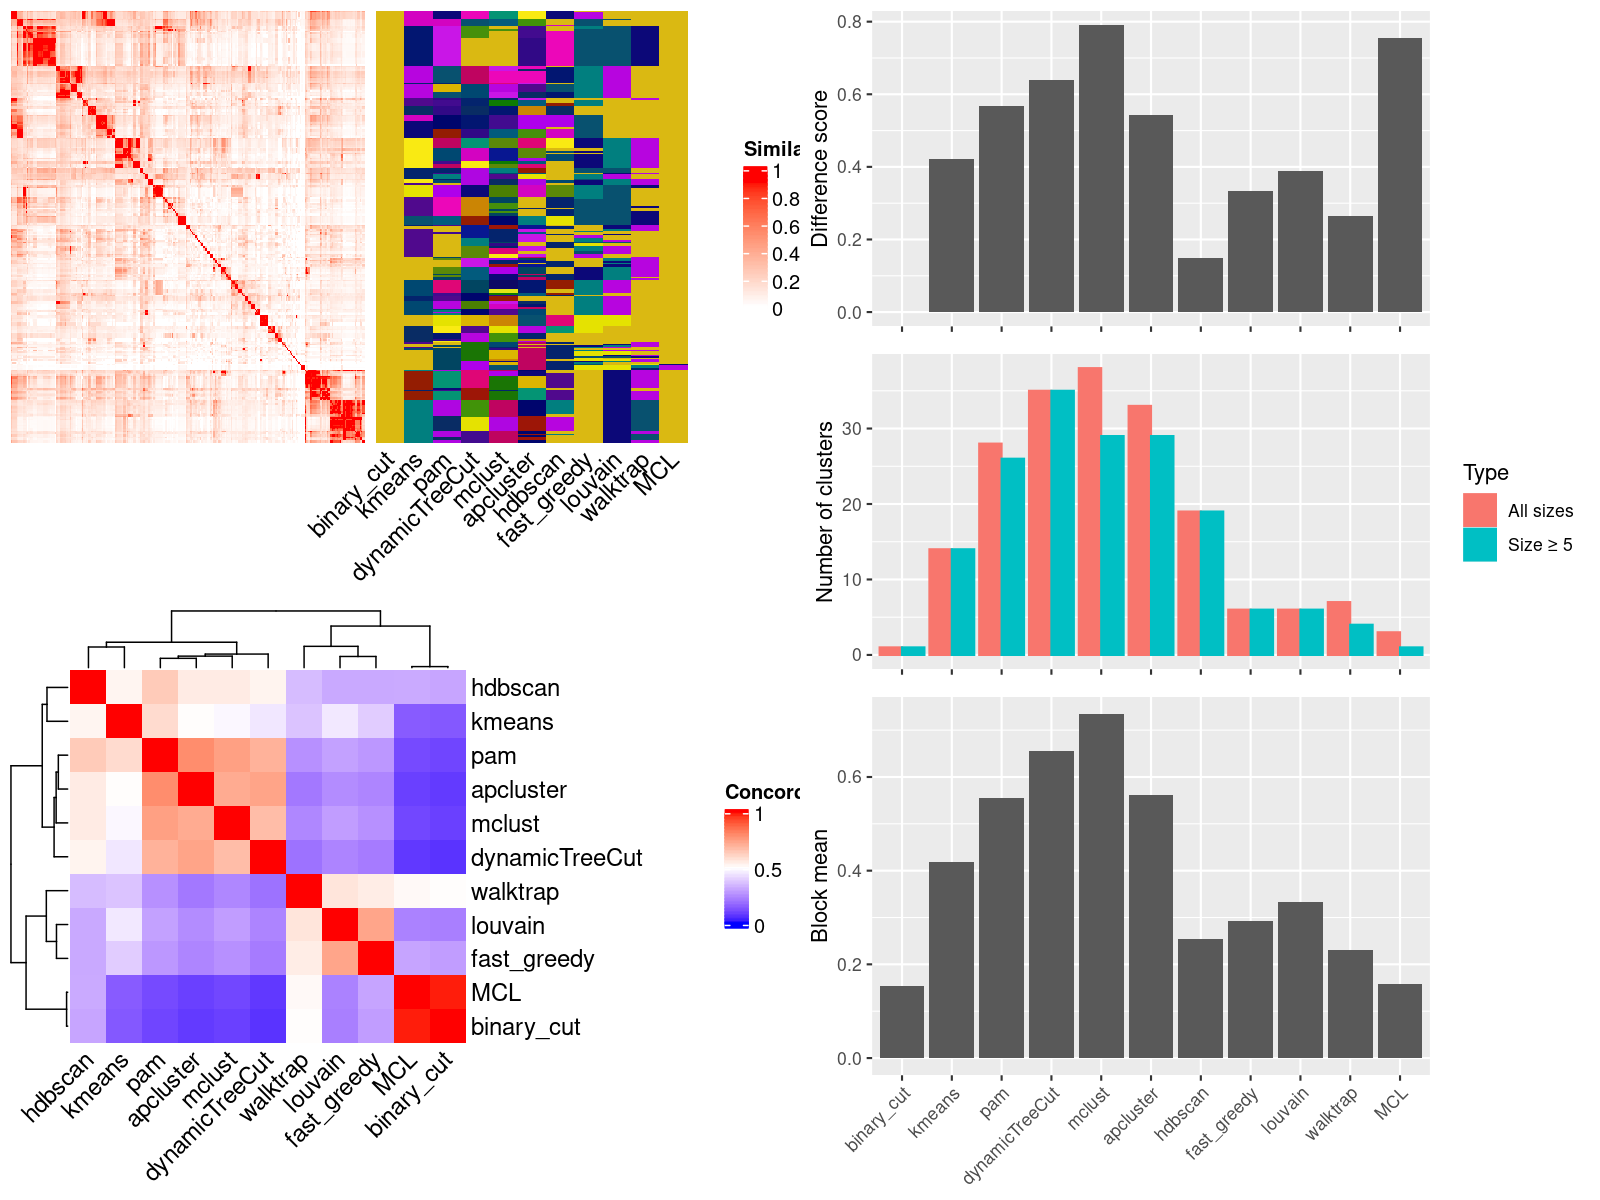 binary_cut
kmeans
pam
dynamicTreeCut
mclust
apcluster
hdbscan
fast_greedy
louvain
walktrap
MCL
Simila
1
0.8
0.6
0.4
0.2
0
hdbscan
kmeans
pam
apcluster
mclust
dynamicTreeCut
walktrap
louvain
fast_greedy
MCL
binary_cut
hdbscan
kmeans
pam
apcluster
mclust
dynamicTreeCut
walktrap
louvain
fast_greedy
MCL
binary_cut
Concord
1
0.5
0
Difference score
0.8
0.6
0.4
0.2
0.0
Number of clusters
30
20
10
0
Type
All sizes
Size ≥ 5
Block mean
0.6
0.4
0.2
0.0
binary_cut
kmeans
pam
dynamicTreeCut
mclust
apcluster
hdbscan
fast_greedy
louvain
walktrap
MCL